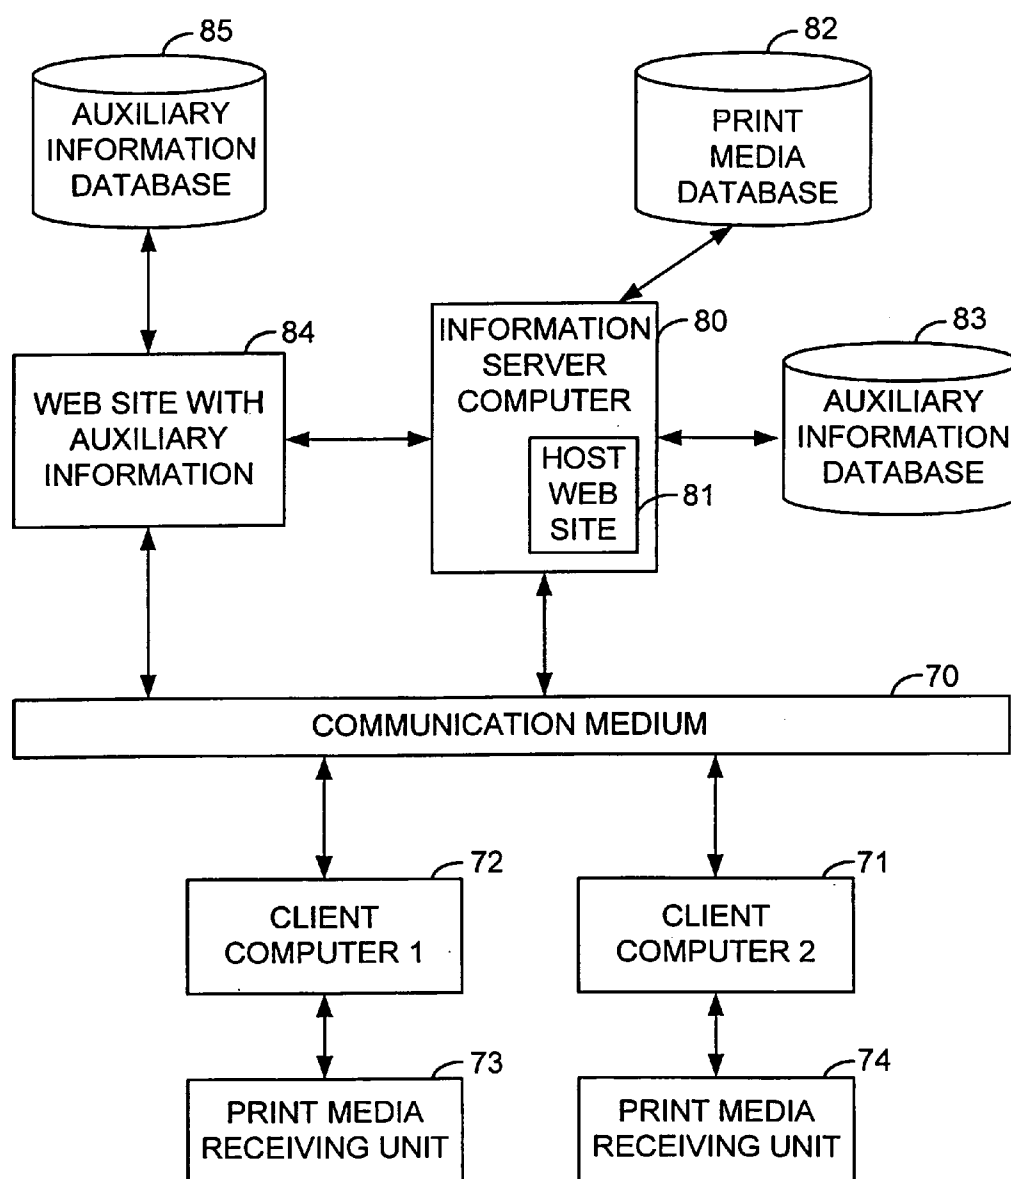 85
AUXILIARY
INFORMATION
DATABASE
82
PRINT
MEDIA
DATABASE
84
WEB SITE WITH
AUXILIARY
INFORMATION
80
INFORMATION
SERVER
COMPUTER
81
HOST
WEB
SITE
83
AUXILIARY
INFORMATION
DATABASE
70
COMMUNICATION MEDIUM
72
CLIENT
COMPUTER 1
71
CLIENT
COMPUTER 2
73
PRINT MEDIA
RECEIVING UNIT
74
PRINT MEDIA
RECEIVING UNIT